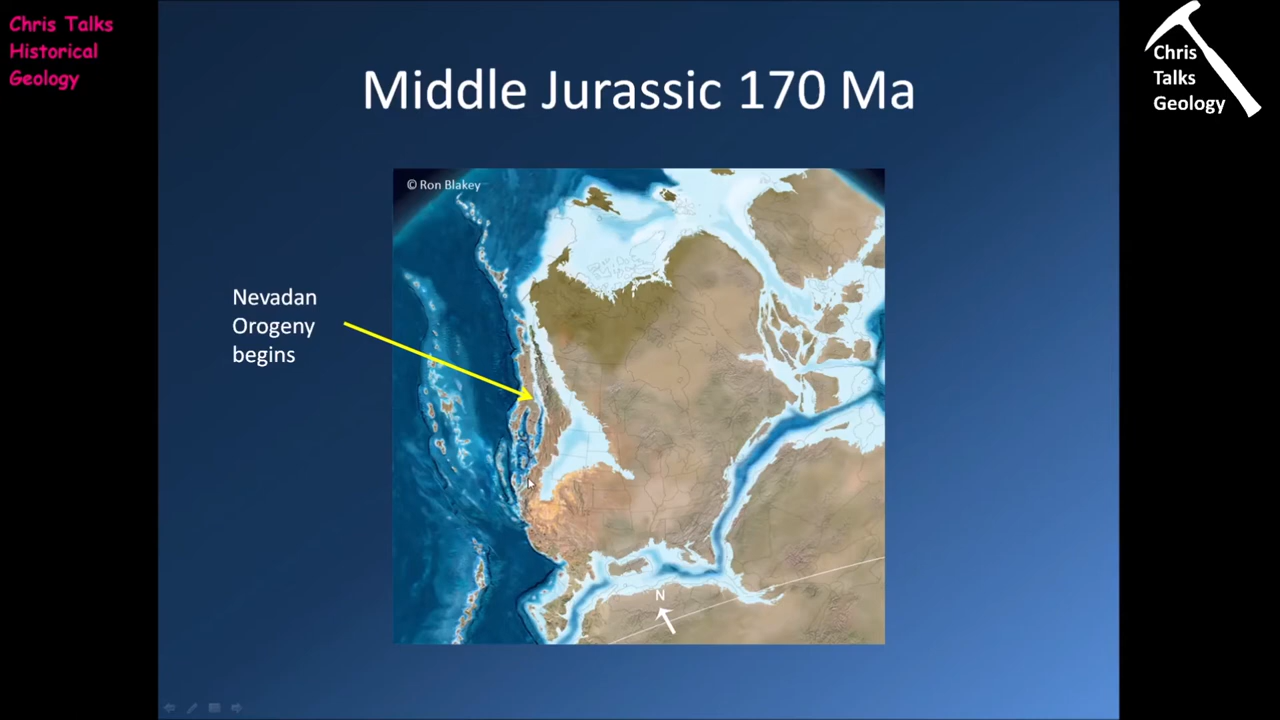 Chris Talks
Historical
Geology
Chris
Talks
Geology
Middle Jurassic 170 Ma
© Ron Blakey
Nevadan
Orogeny
begins
N